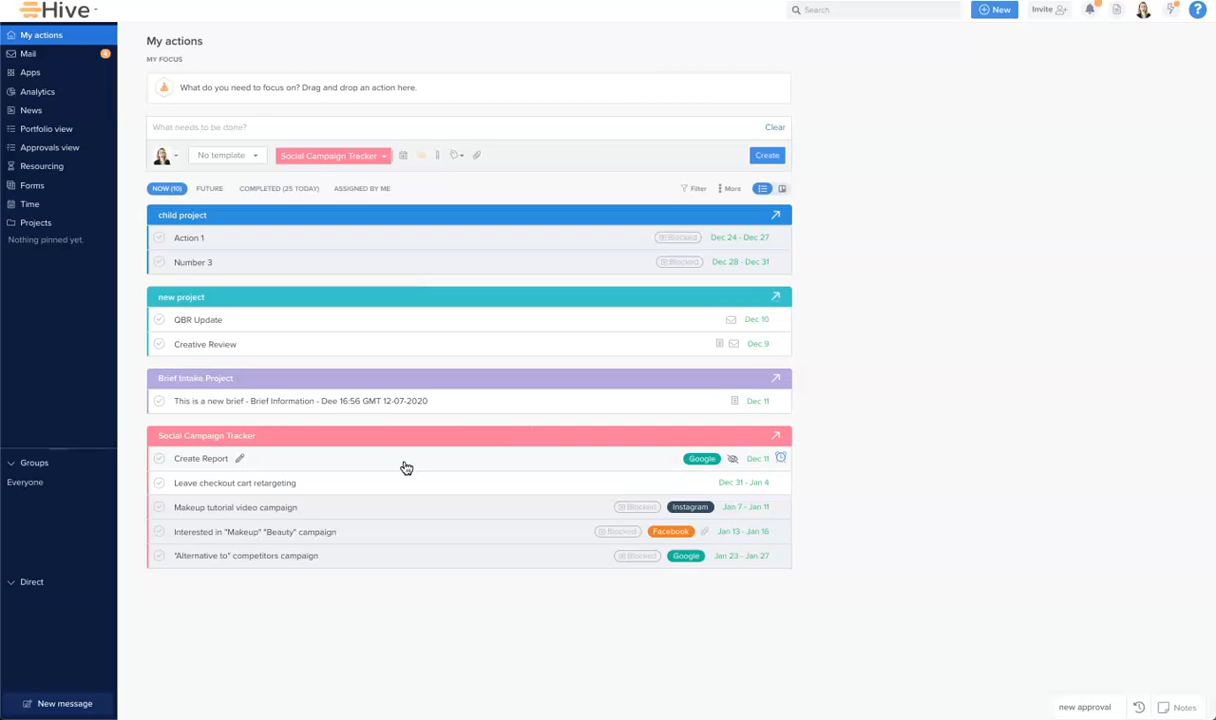 Hive
Search
New
Invite
?
My actions
Mail
Apps
Analytics
News
Portfolio view
Approvals view
Resourcing
Forms
Time
Projects
Nothing pinned yet.
Groups
Everyone
Direct
New message
My actions
MY FOCUS
What do you need to focus on? Drag and drop an action here.
What needs to be done?
Clear
No template
Social Campaign Tracker
Create
NOW (10)
FUTURE
COMPLETED (25 TODAY)
ASSIGNED BY ME
Filter
More
child project
Action 1 Blocked Dec 24 - Dec 27
Number 3 Blocked Dec 28 - Dec 31
new project
QBR Update Dec 10
Creative Review Dec 9
Brief Intake Project
This is a new brief - Brief Information - Dee 16:56 GMT 12-07-2020 Dec 11
Social Campaign Tracker
Create Report Google Dec 11
Leave checkout cart retargeting Dec 31 - Jan 4
Makeup tutorial video campaign Blocked Instagram Jan 7 - Jan 11
Interested in "Makeup" "Beauty" campaign Blocked Facebook Jan 13 - Jan 16
"Alternative to" competitors campaign Blocked Google Jan 23 - Jan 27
new approval
Notes